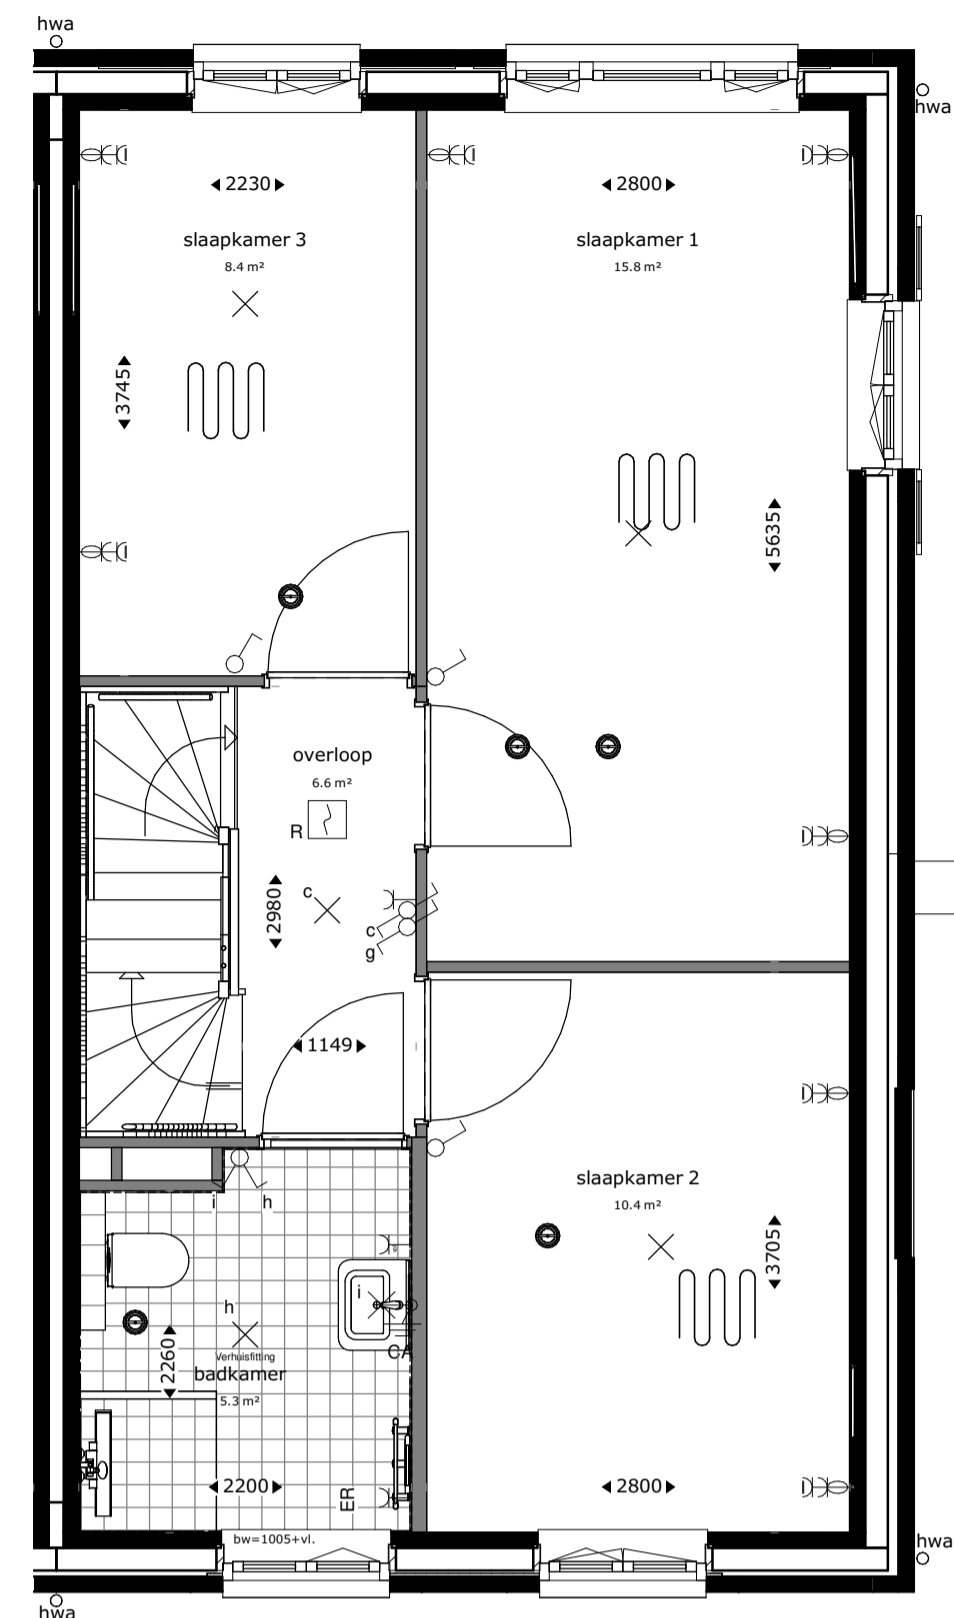 hwa
hwa
2230
2800
slaapkamer 3
8.4 m²
slaapkamer 1
15.8 m²
3745
5635
overloop
6.6 m²
R
c
2980
c
g
1149
slaapkamer 2
10.4 m²
i
h
3705
i
h
CA
Verhuisfitting
badkamer
5.3 m²
2260
2200
ER
2800
bw=1005+vl.
hwa
hwa